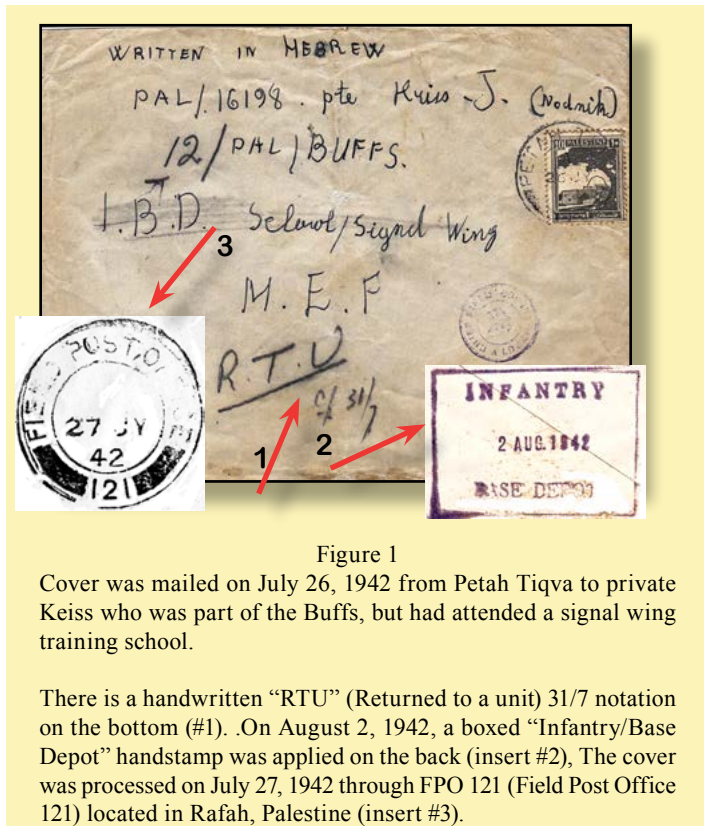 WRITTEN IN HEBREW
PAL/.16198. pte Kriss - J. (Nodnik)
12/PAL/BUFFS.
I.B.D. School/Signal Wing
M.E.F
R.T.U
31/7
PALESTINE
3
FIELD POST OFFICE
27 JY
42
121
1
2
INFANTRY
2 AUG.1942
BASE DEPOT
Figure 1
Cover was mailed on July 26, 1942 from Petah Tiqva to private
Keiss who was part of the Buffs, but had attended a signal wing
training school.
There is a handwritten “RTU” (Returned to a unit) 31/7 notation
on the bottom (#1). .On August 2, 1942, a boxed “Infantry/Base
Depot” handstamp was applied on the back (insert #2), The cover
was processed on July 27, 1942 through FPO 121 (Field Post Office
121) located in Rafah, Palestine (insert #3).